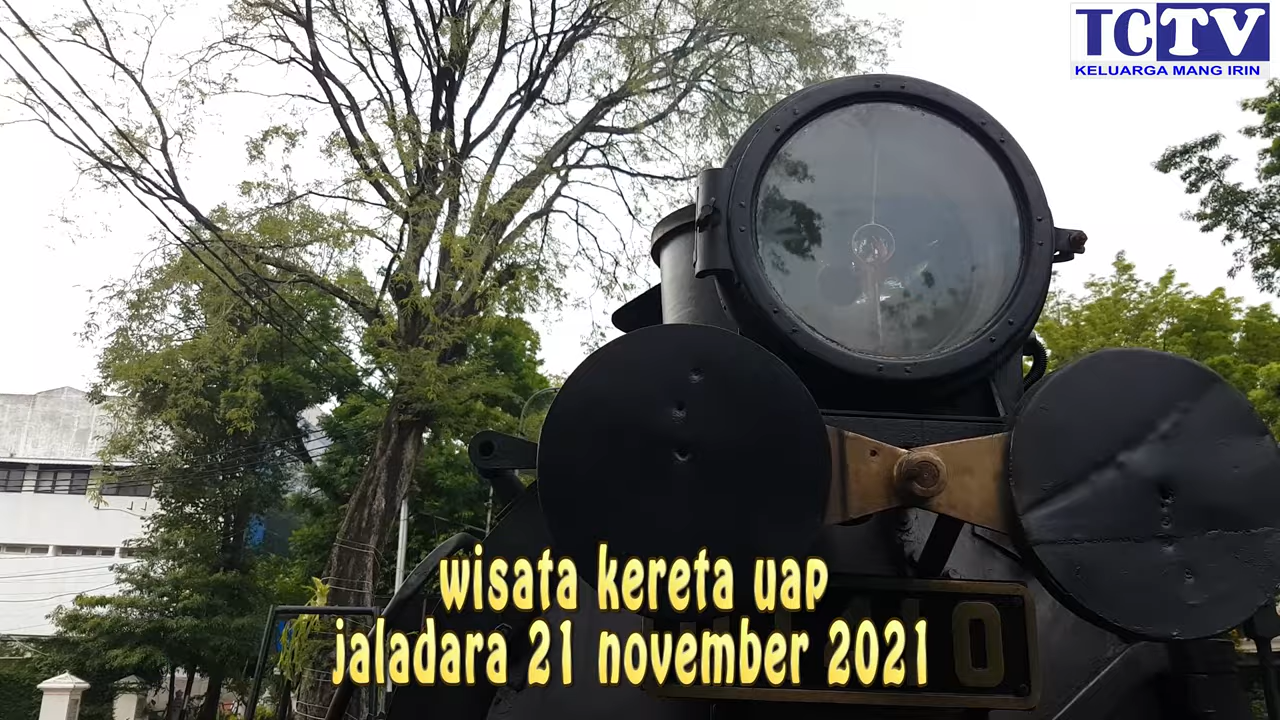 TCTV
KELUARGA MANG IRIN
wisata kereta uap
jaladara 21 november 2021